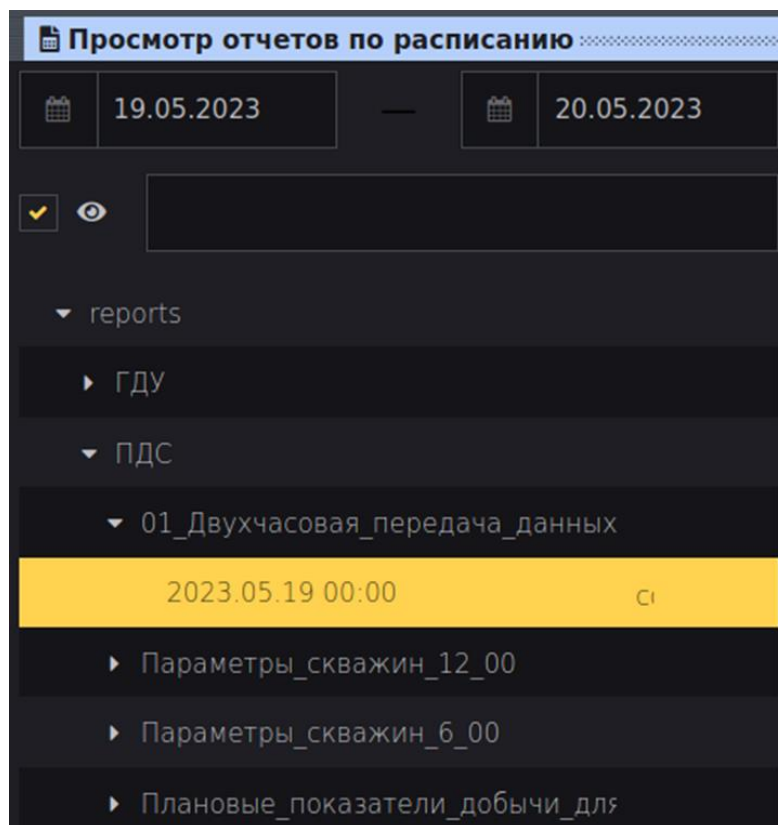 Просмотр отчетов по расписанию
19.05.2023 — 20.05.2023
reports
ГДУ
ПДС
01_Двухчасовая_передача_данных
2023.05.19 00:00
Параметры_скважин_12_00
Параметры_скважин_6_00
Плановые_показатели_добычи_для